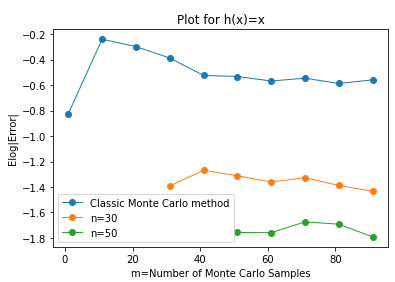 Plot for h(x)=x
Elog|Error|
−0.2
−0.4
−0.6
−0.8
−1.0
−1.2
−1.4
−1.6
−1.8
Classic Monte Carlo method
n=30
n=50
0 20 40 60 80
m=Number of Monte Carlo Samples